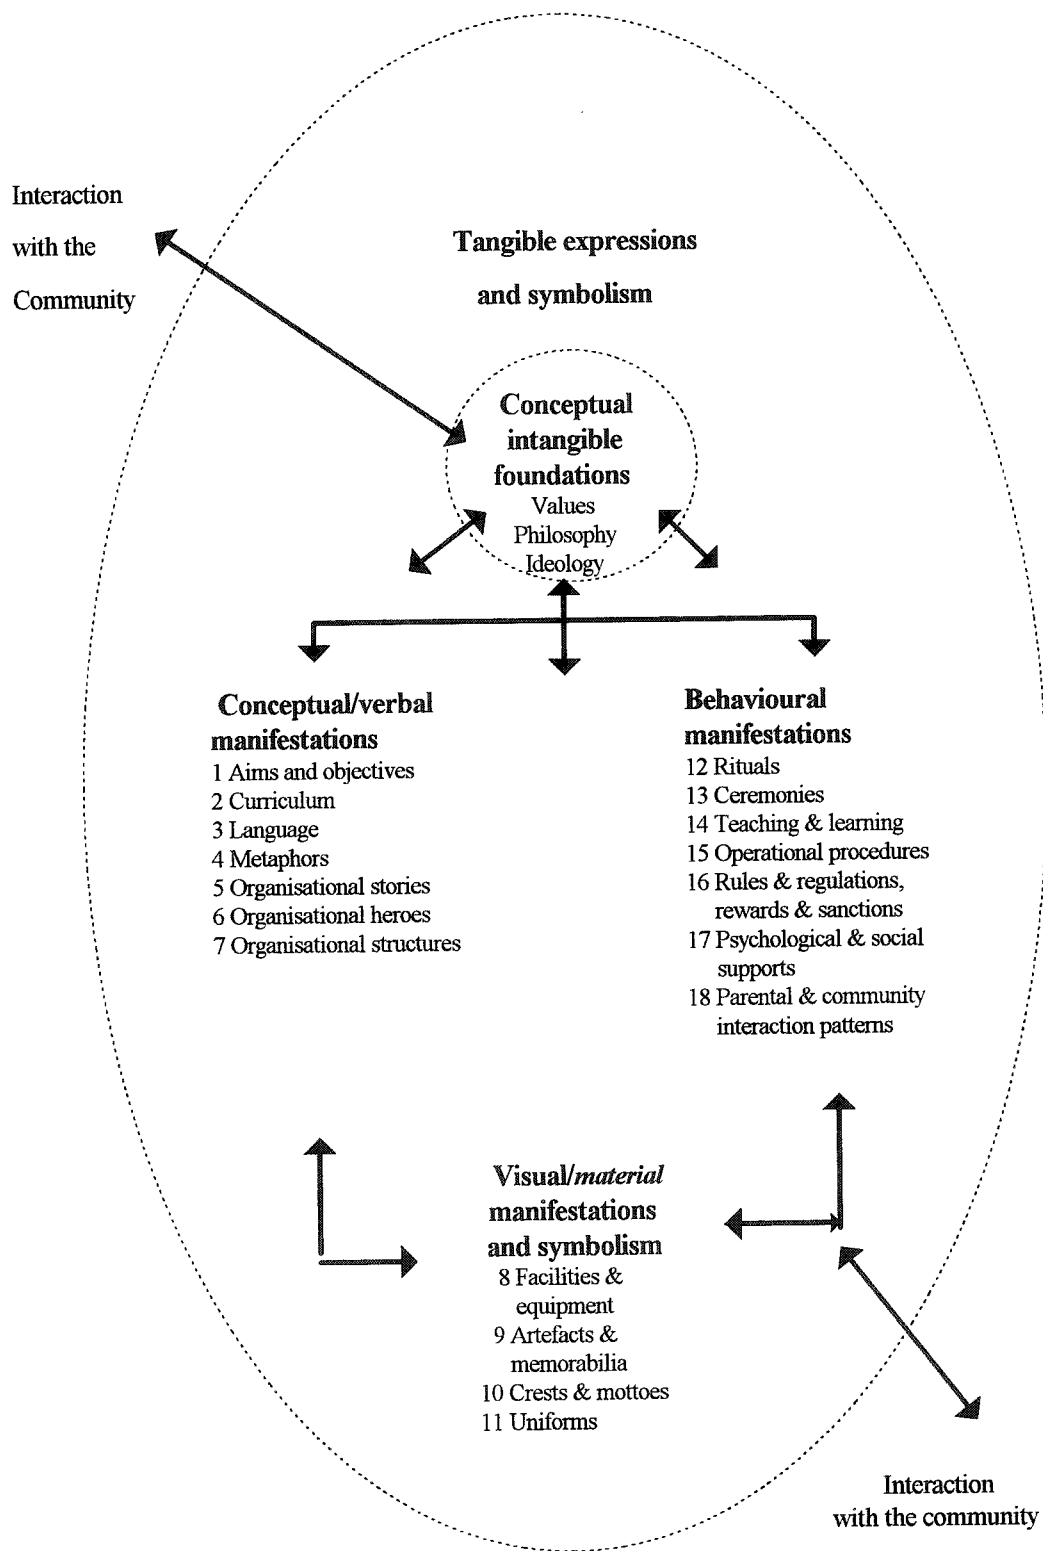 Interaction
with the
Community
Tangible expressions
and symbolism
Conceptual
intangible
foundations
Values
Philosophy
Ideology
Conceptual/verbal
manifestations
1 Aims and objectives
2 Curriculum
3 Language
4 Metaphors
5 Organisational stories
6 Organisational heroes
7 Organisational structures
Behavioural
manifestations
12 Rituals
13 Ceremonies
14 Teaching & learning
15 Operational procedures
16 Rules & regulations,
rewards & sanctions
17 Psychological & social
supports
18 Parental & community
interaction patterns
Visual/material
manifestations
and symbolism
8 Facilities &
equipment
9 Artefacts &
memorabilia
10 Crests & mottoes
11 Uniforms
Interaction
with the community